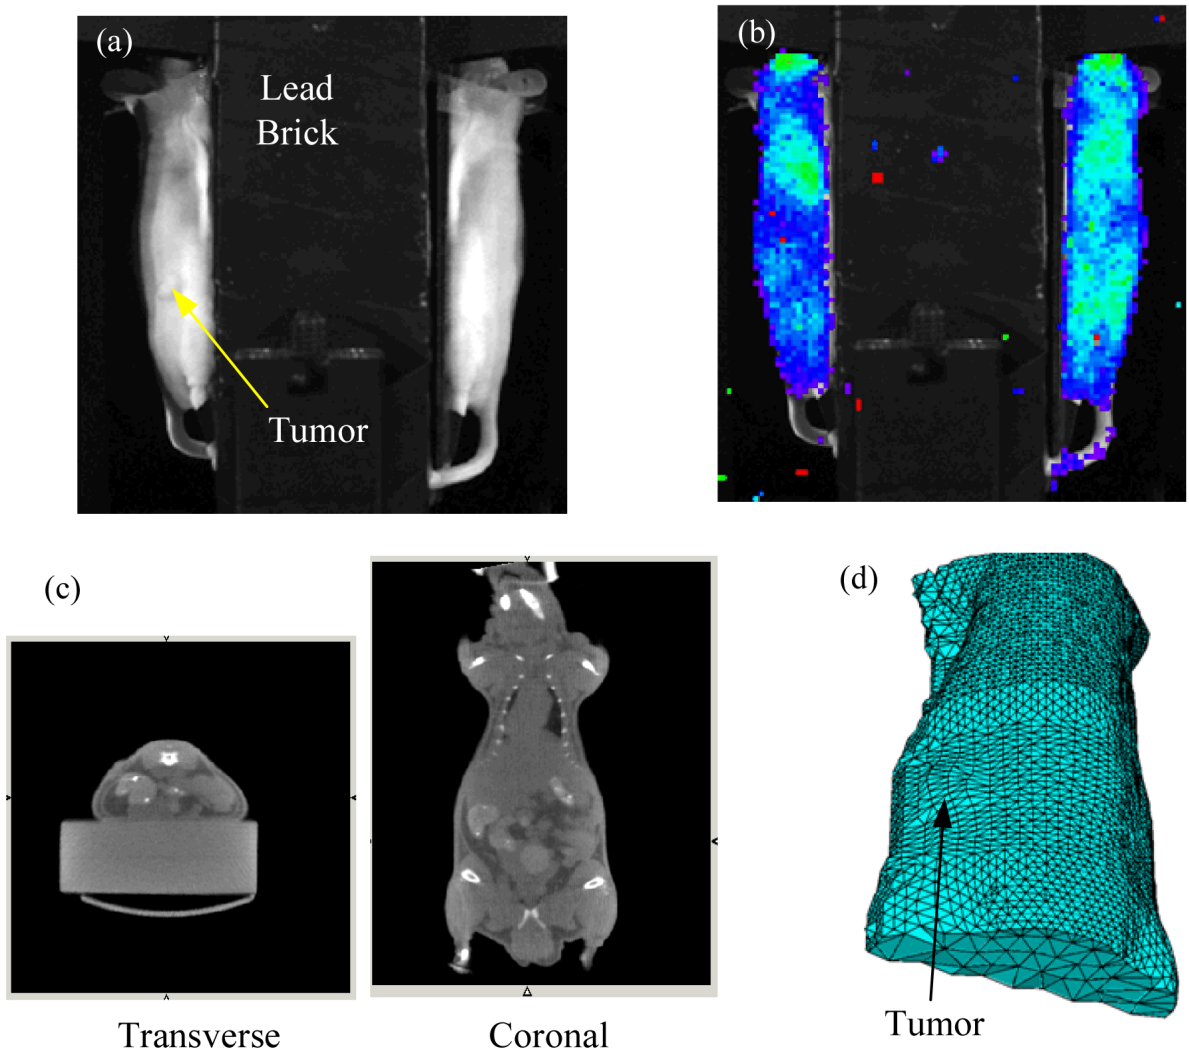 (a)
Lead
Brick
Tumor
(b)
(c)
Transverse
Coronal
(d)
Tumor